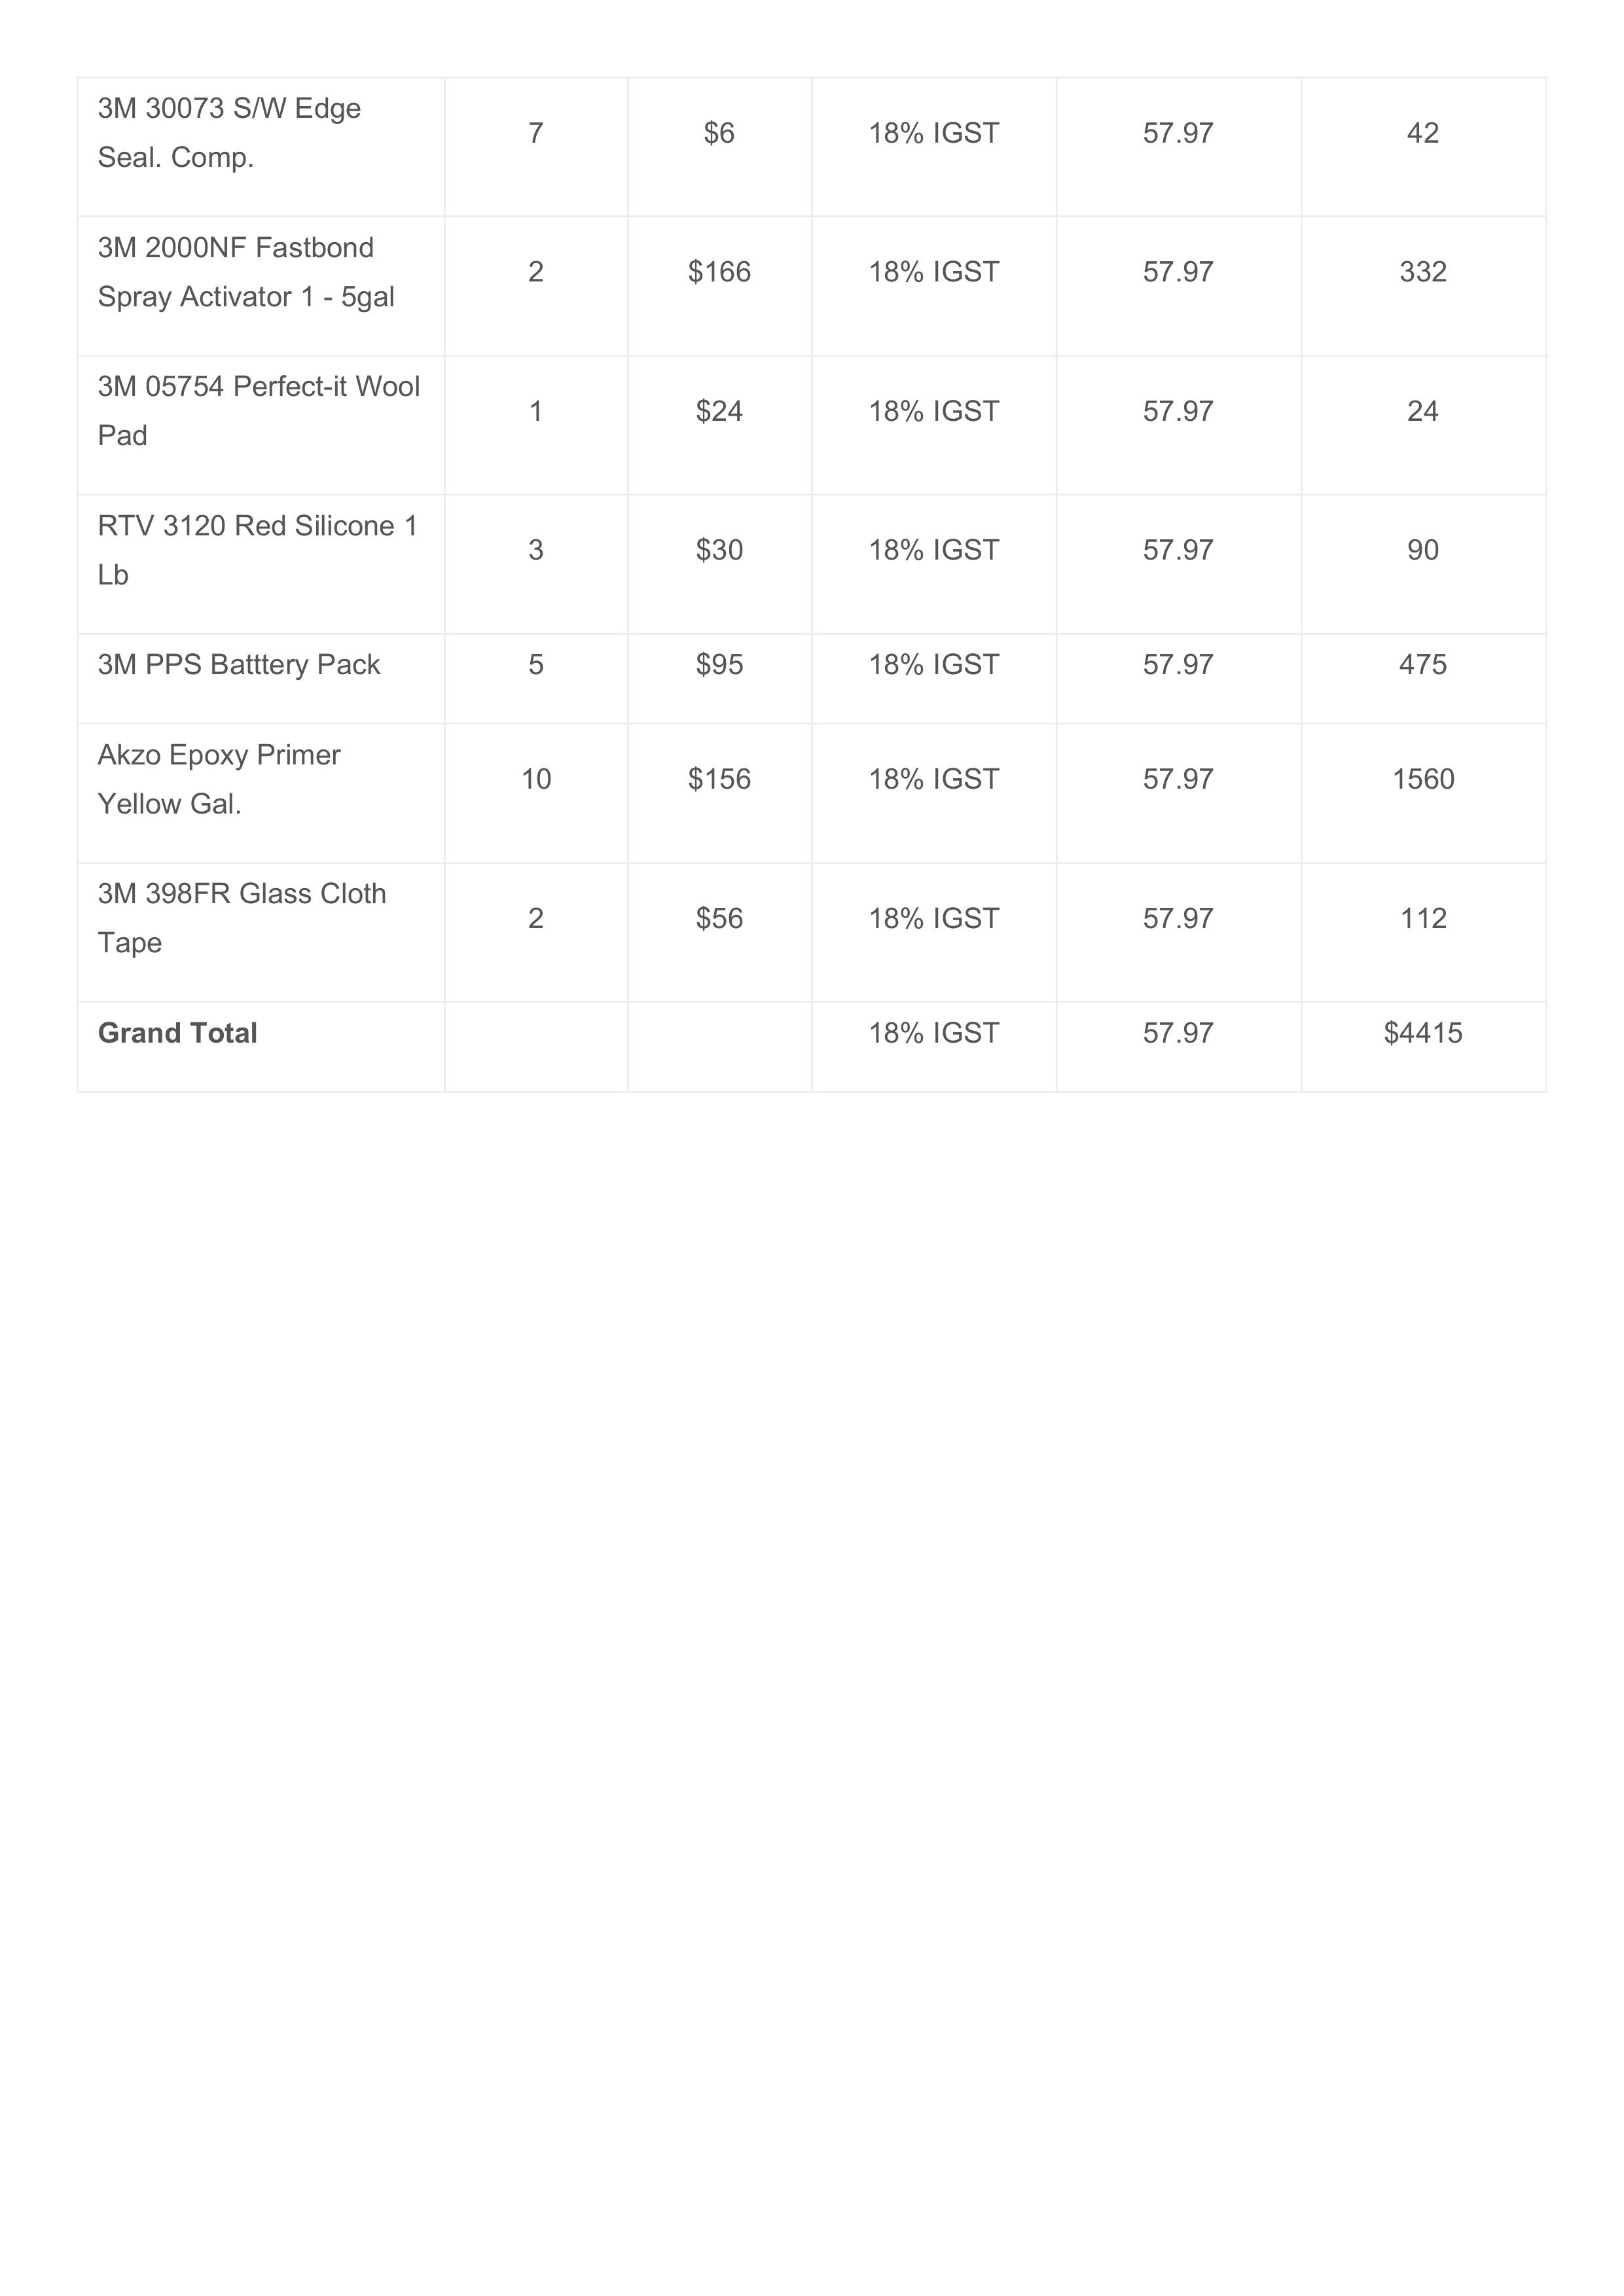 3M 30073 S/W Edge
Seal. Comp.
7
$6
18% IGST
57.97
42
3M 2000NF Fastbond
Spray Activator 1 - 5gal
2
$166
18% IGST
57.97
332
3M 05754 Perfect-it Wool
Pad
1
$24
18% IGST
57.97
24
RTV 3120 Red Silicone 1
Lb
3
$30
18% IGST
57.97
90
3M PPS Batttery Pack
5
$95
18% IGST
57.97
475
Akzo Epoxy Primer
Yellow Gal.
10
$156
18% IGST
57.97
1560
3M 398FR Glass Cloth
Tape
2
$56
18% IGST
57.97
112
Grand Total
18% IGST
57.97
$4415